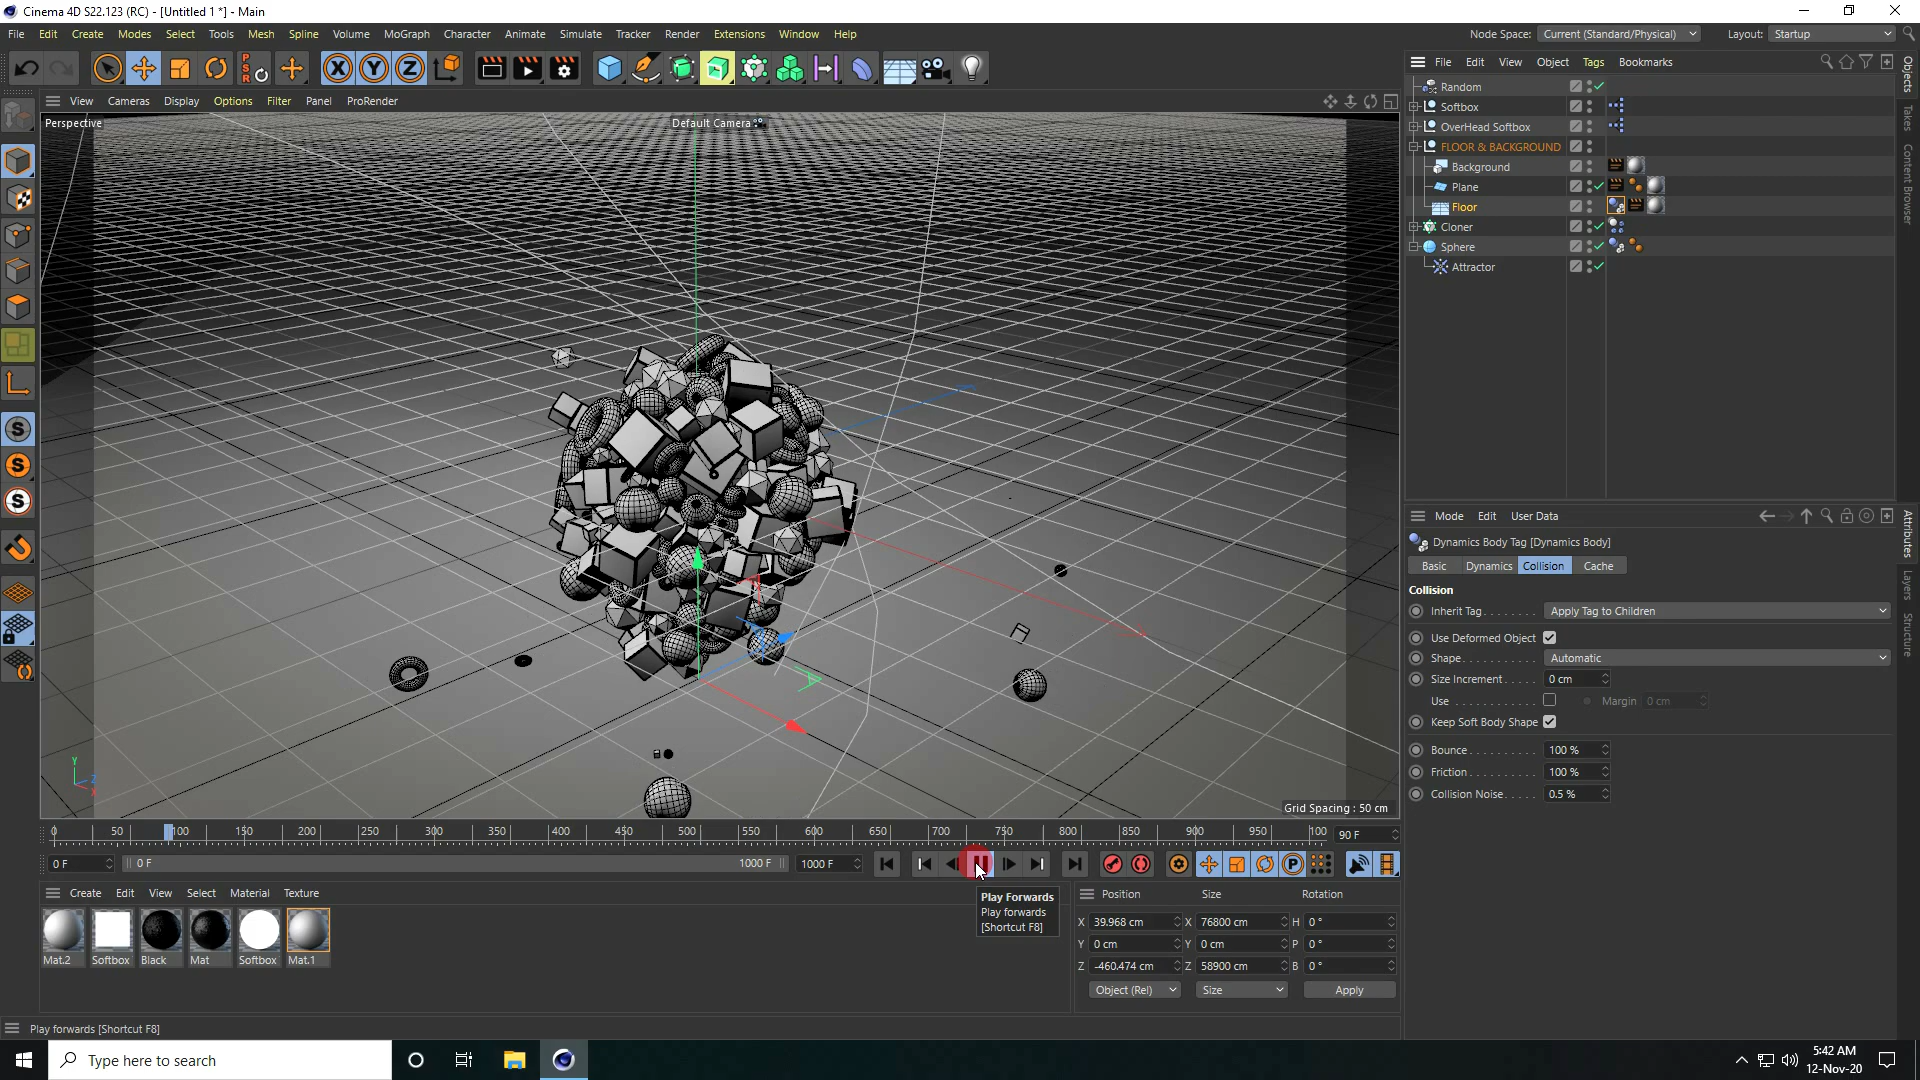 Cinema 4D S22.123 (RC) - [Untitled 1 *] - Main
File Edit Create Modes Select Tools Mesh Spline Volume MoGraph Character Animate Simulate Tracker Render Extensions Window Help
Node Space: Current (Standard/Physical) Layout: Startup
View Cameras Display Options Filter Panel ProRender
Perspective
Default Camera
Grid Spacing : 50 cm
File Edit View Object Tags Bookmarks
Random
Softbox
OverHead Softbox
FLOOR & BACKGROUND
Background
Plane
Floor
Cloner
Sphere
Attractor
Objects
Takes
Content Browser
Mode Edit User Data
Dynamics Body Tag [Dynamics Body]
Basic Dynamics Collision Cache
Collision
Inherit Tag........ Apply Tag to Children
Use Deformed Object
Shape........... Automatic
Size Increment..... 0 cm
Use ............ Margin 0 cm
Keep Soft Body Shape
Bounce.......... 100 %
Friction.......... 100 %
Collision Noise..... 0.5 %
Attributes
Layers
Structure
0 50 100 150 200 250 300 350 400 450 500 550 600 650 700 750 800 850 900 950 100 90 F
0 F 0 F 1000 F 1000 F
Play Forwards
Play forwards
[Shortcut F8]
Create Edit View Select Material Texture
Mat.2 Softbox Black Mat Softbox Mat.1
Position Size Rotation
X 39.968 cm X 76800 cm H 0 °
Y 0 cm Y 0 cm P 0 °
Z -460.474 cm Z 58900 cm B 0 °
Object (Rel) Size Apply
Play forwards [Shortcut F8]
Type here to search
5:42 AM
12-Nov-20